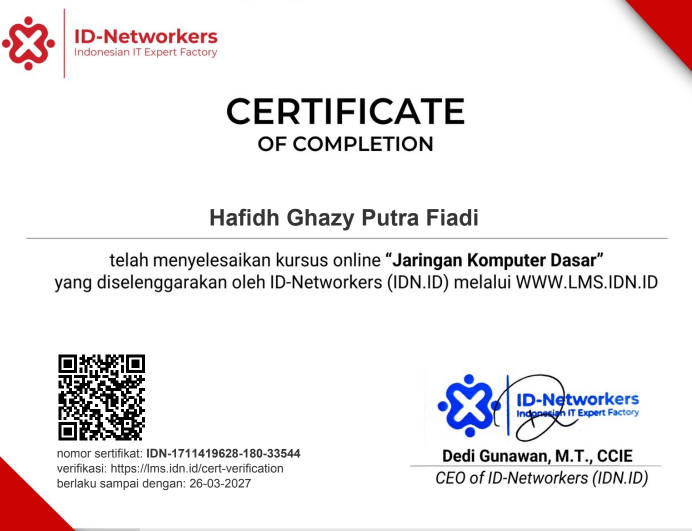 ID-Networkers
Indonesian IT Expert Factory
CERTIFICATE
OF COMPLETION
Hafidh Ghazy Putra Fiadi
telah menyelesaikan kursus online “Jaringan Komputer Dasar”
yang diselenggarakan oleh ID-Networkers (IDN.ID) melalui WWW.LMS.IDN.ID
nomor sertifikat: IDN-1711419628-180-33544
verifikasi: https://lms.idn.id/cert-verification
berlaku sampai dengan: 26-03-2027
ID-Networkers
Indonesian IT Expert Factory
Dedi Gunawan, M.T., CCIE
CEO of ID-Networkers (IDN.ID)